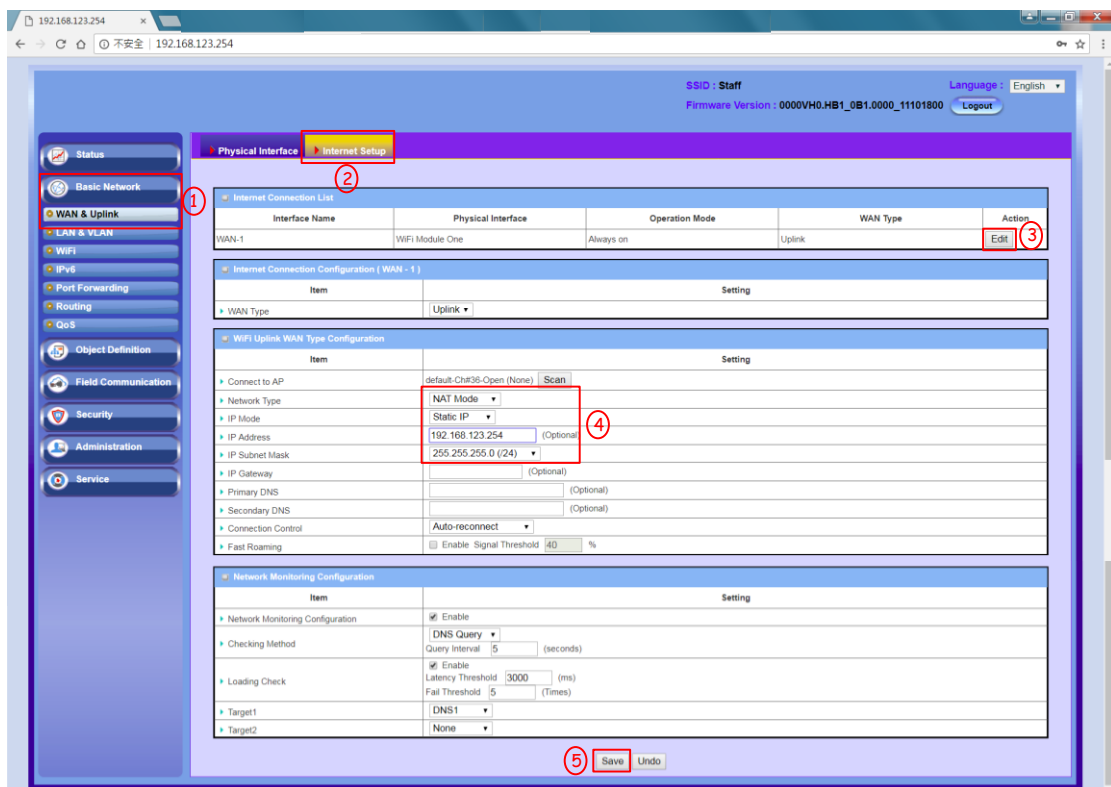 192.168.123.254
不安全 | 192.168.123.254
SSID : Staff Language : English
Firmware Version : 0000VH0.HB1_0B1.0000_11101800 Logout
Physical Interface Internet Setup
Status
2
Basic Network
1
WAN & Uplink
LAN & VLAN
WiFi
IPv6
Port Forwarding
Routing
QoS
Object Definition
Field Communication
Security
Administration
Service
Internet Connection List
Interface Name Physical Interface Operation Mode WAN Type Action
WAN-1 WiFi Module One Always on Uplink Edit 3
Internet Connection Configuration ( WAN - 1 )
Item Setting
WAN Type Uplink
WiFi Uplink WAN Type Configuration
Item Setting
Connect to AP default-Ch#36-Open (None) Scan
Network Type NAT Mode
IP Mode Static IP
4
IP Address 192.168.123.254 (Optional)
IP Subnet Mask 255.255.255.0 (/24)
IP Gateway (Optional)
Primary DNS (Optional)
Secondary DNS (Optional)
Connection Control Auto-reconnect
Fast Roaming Enable Signal Threshold 40 %
Network Monitoring Configuration
Item Setting
Network Monitoring Configuration Enable
Checking Method DNS Query
Query Interval 5 (seconds)
Loading Check Enable
Latency Threshold 3000 (ms)
Fail Threshold 5 (Times)
Target1 DNS1
Target2 None
5 Save Undo